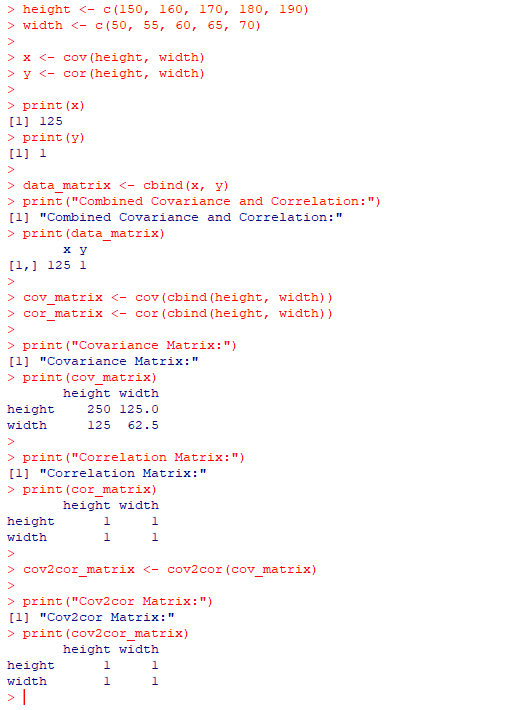 > height <- c(150, 160, 170, 180, 190)
> width <- c(50, 55, 60, 65, 70)
>
> x <- cov(height, width)
> y <- cor(height, width)
>
> print(x)
[1] 125
> print(y)
[1] 1
>
> data_matrix <- cbind(x, y)
> print("Combined Covariance and Correlation:")
[1] "Combined Covariance and Correlation:"
> print(data_matrix)
       x y
[1,] 125 1
>
> cov_matrix <- cov(cbind(height, width))
> cor_matrix <- cor(cbind(height, width))
>
> print("Covariance Matrix:")
[1] "Covariance Matrix:"
> print(cov_matrix)
       height width
height    250 125.0
width     125  62.5
>
> print("Correlation Matrix:")
[1] "Correlation Matrix:"
> print(cor_matrix)
       height width
height      1     1
width       1     1
>
> cov2cor_matrix <- cov2cor(cov_matrix)
>
> print("Cov2cor Matrix:")
[1] "Cov2cor Matrix:"
> print(cov2cor_matrix)
       height width
height      1     1
width       1     1
>